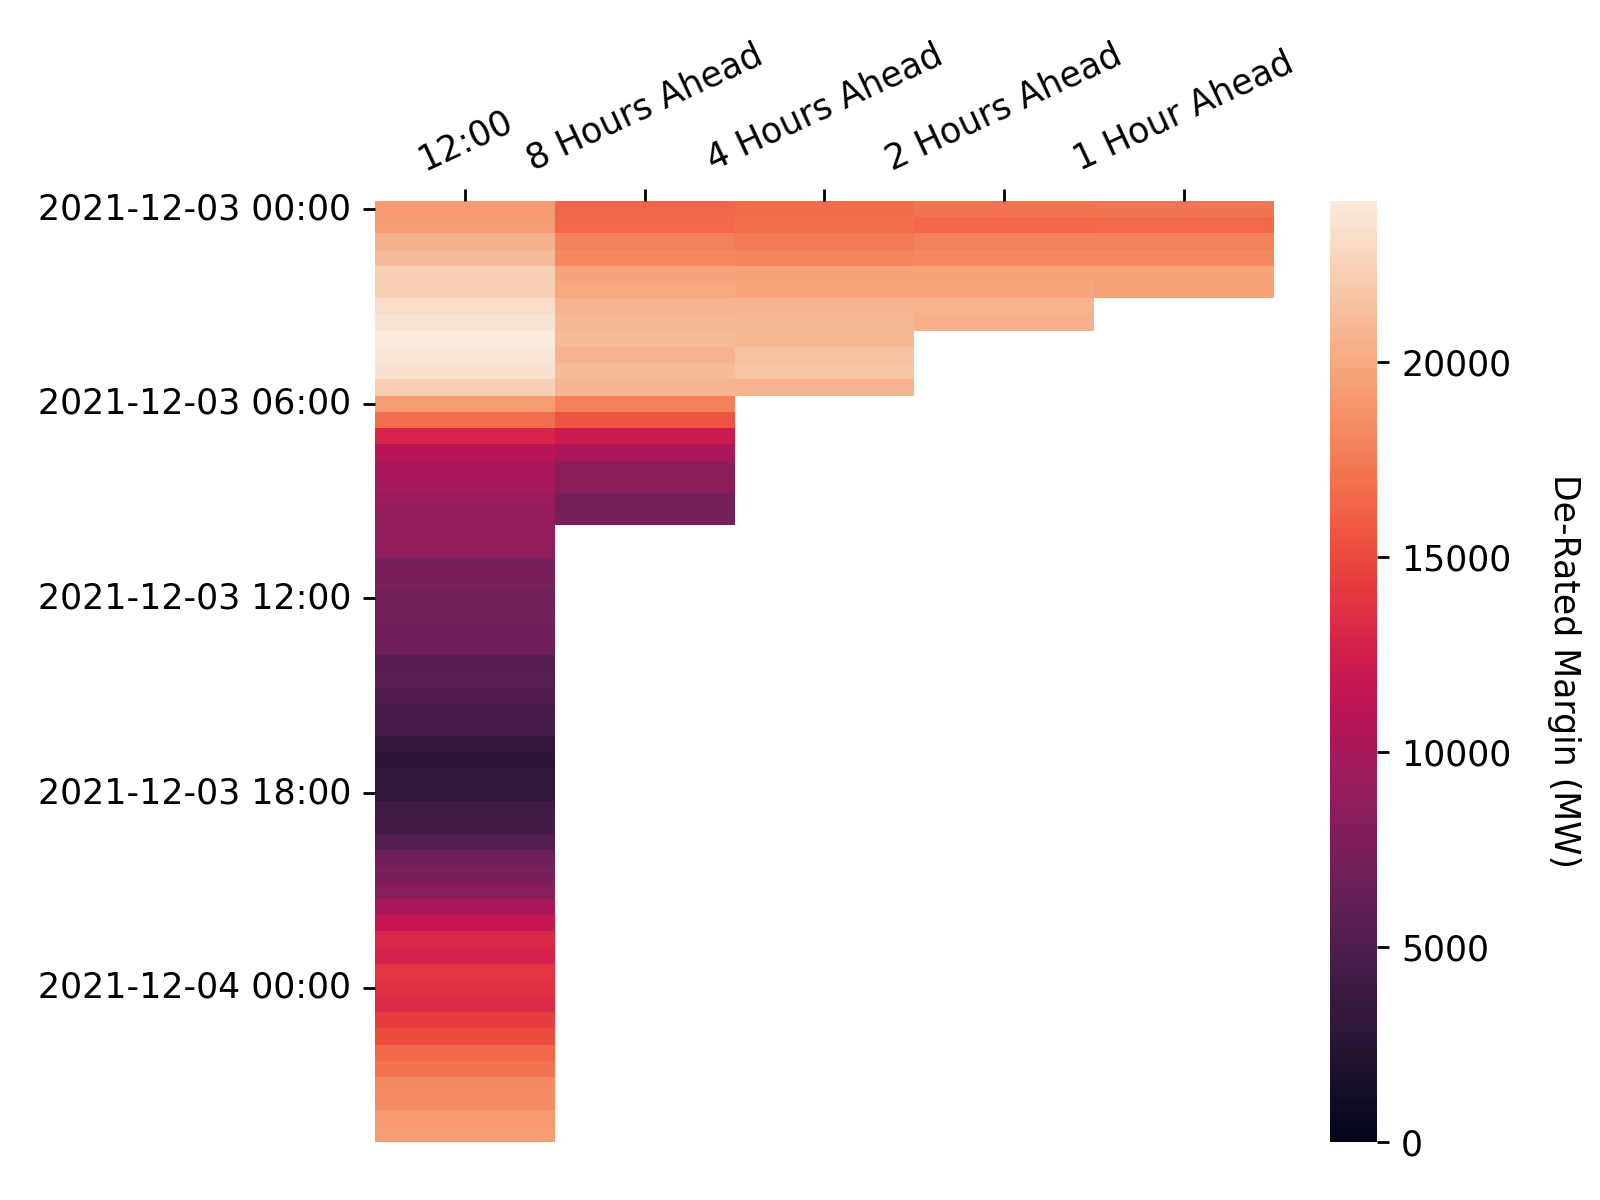 12:00
8 Hours Ahead
4 Hours Ahead
2 Hours Ahead
1 Hour Ahead
2021-12-03 00:00
2021-12-03 06:00
2021-12-03 12:00
2021-12-03 18:00
2021-12-04 00:00
20000
15000
10000
5000
0
De-Rated Margin (MW)